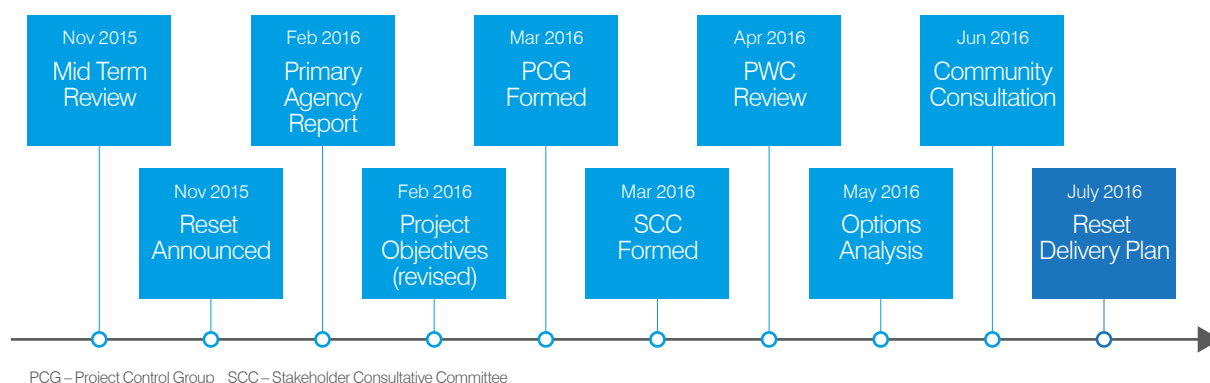 Nov 2015
Mid Term
Review
Nov 2015
Reset
Announced
Feb 2016
Primary
Agency
Report
Feb 2016
Project
Objectives
(revised)
Mar 2016
PCG
Formed
Mar 2016
SCC
Formed
Apr 2016
PWC
Review
May 2016
Options
Analysis
Jun 2016
Community
Consultation
July 2016
Reset
Delivery Plan
PCG – Project Control Group SCC – Stakeholder Consultative Committee